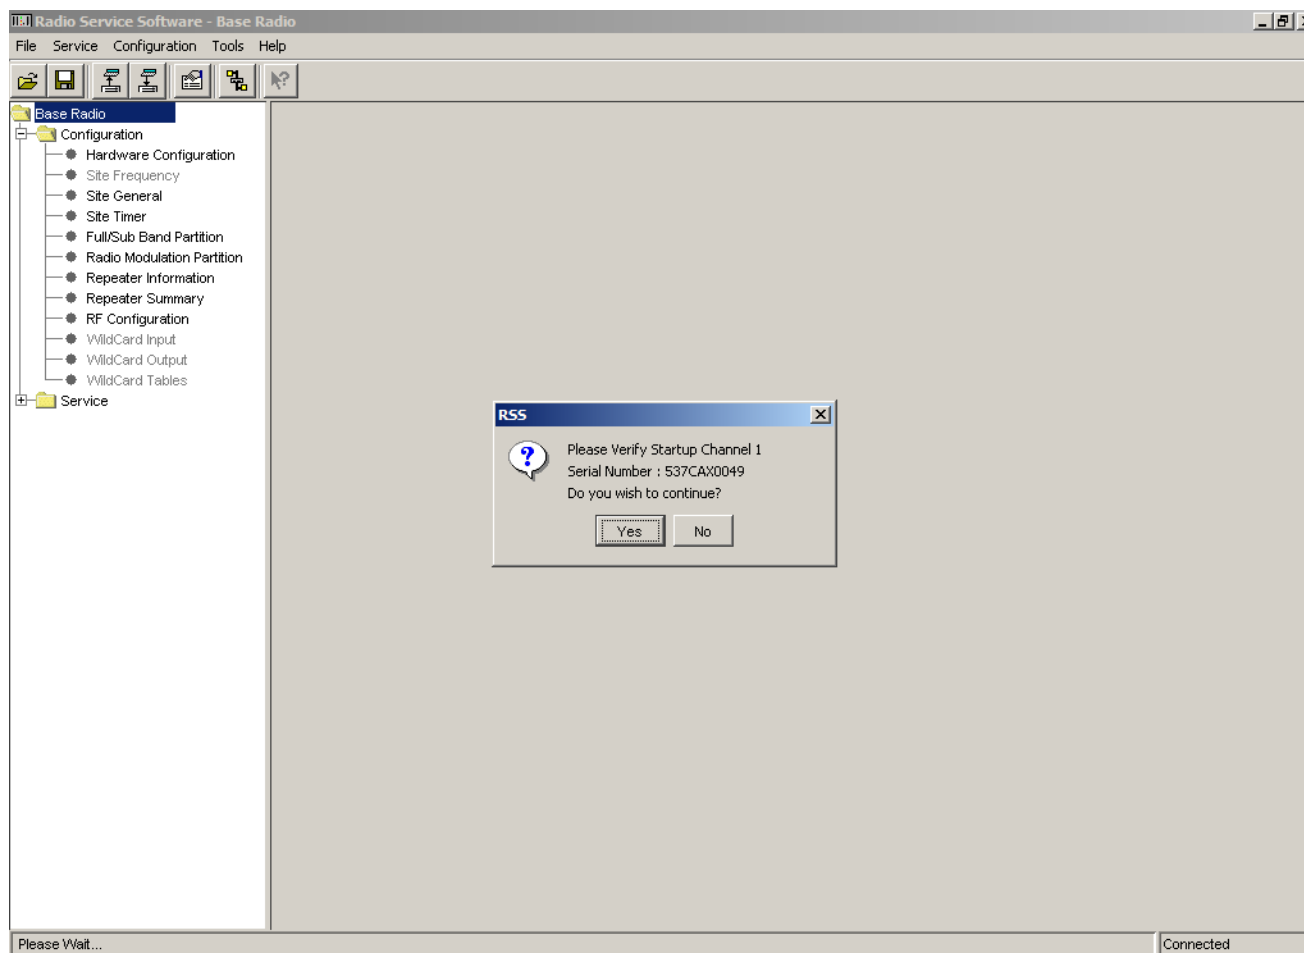 Radio Service Software - Base Radio
File Service Configuration Tools Help
Base Radio
Configuration
Hardware Configuration
Site Frequency
Site General
Site Timer
Full/Sub Band Partition
Radio Modulation Partition
Repeater Information
Repeater Summary
RF Configuration
WildCard Input
WildCard Output
WildCard Tables
Service
RSS
Please Verify Startup Channel 1
Serial Number : 537CAX0049
Do you wish to continue?
Yes No
Please Wait... Connected